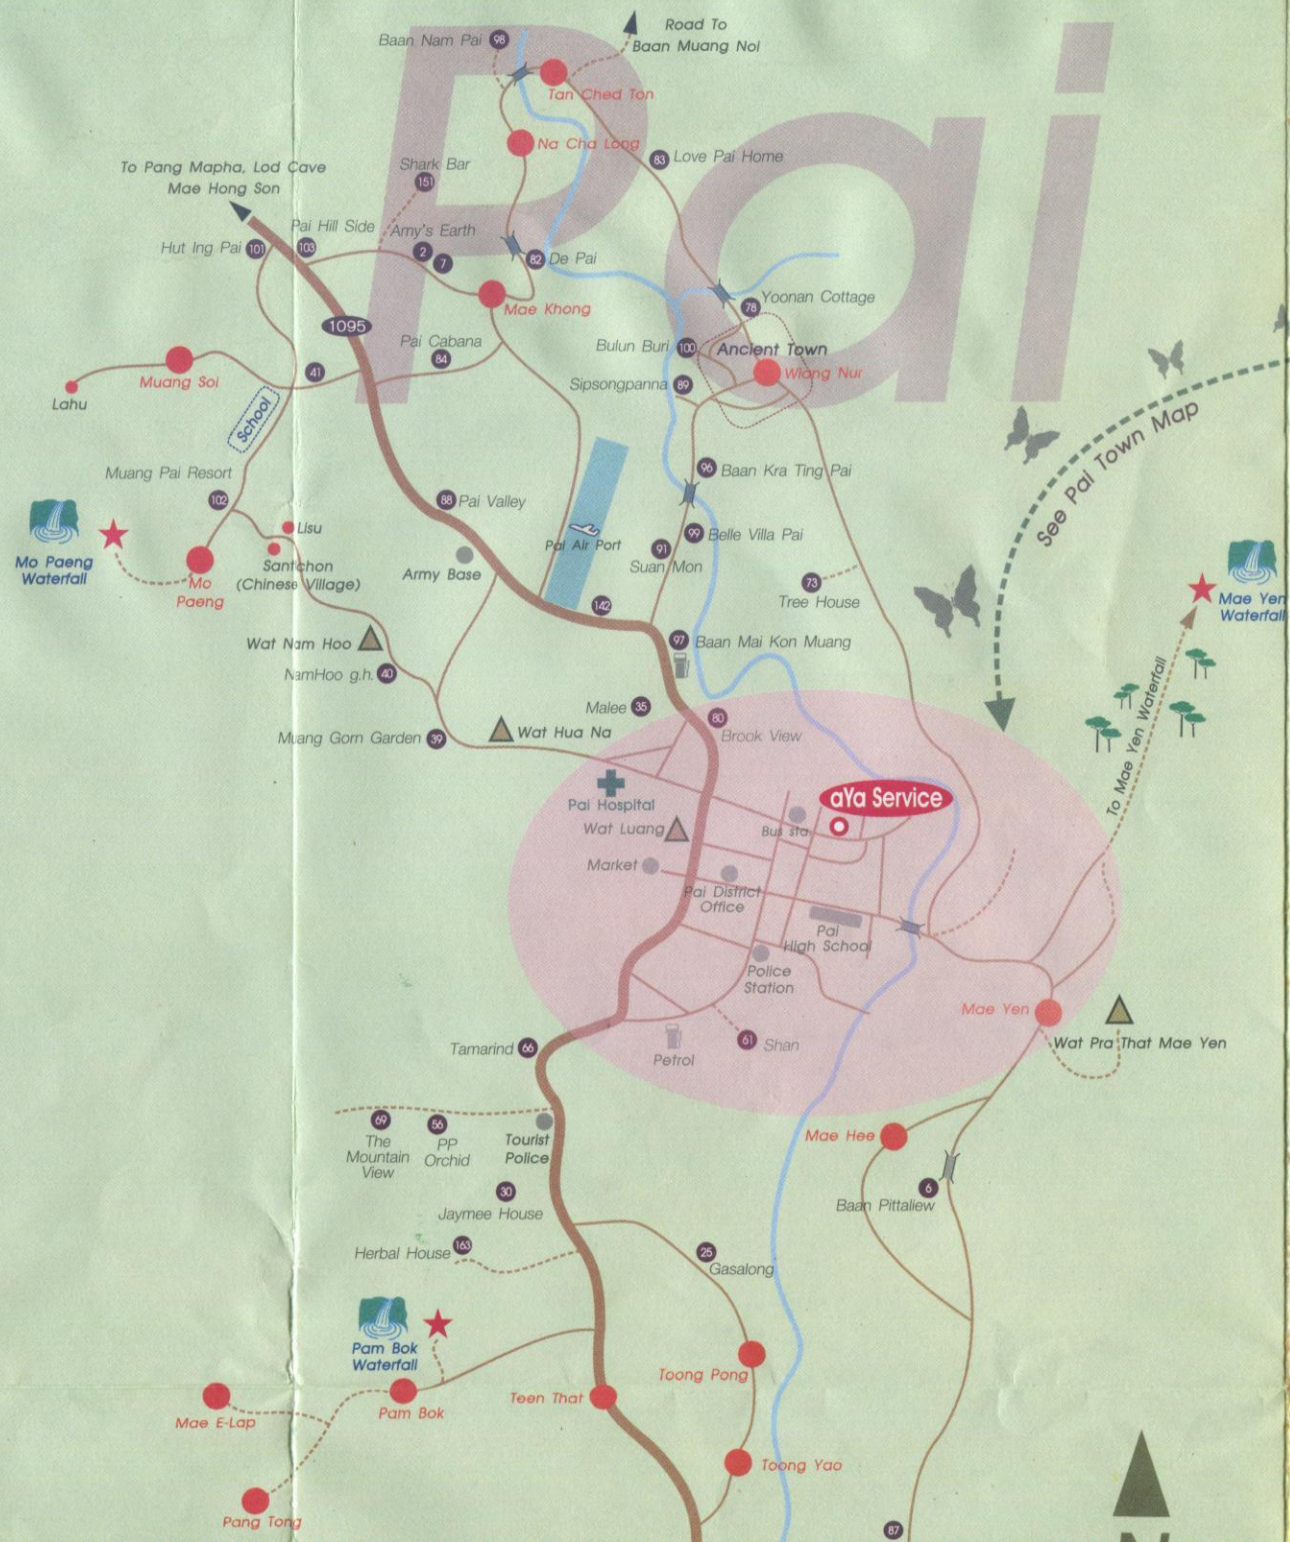 Pai
Road To
Baan Muang Noi
Baan Nam Pai 98
Tan Ched Ton
Na Cha Long
83 Love Pai Home
To Pang Mapha, Lod Cave
Mae Hong Son
Shark Bar
151
Pai Hill Side
103
Hut Ing Pai 101
Amy's Earth
2
7
82 De Pai
Mae Khong
78
Yoonan Cottage
1095
Pai Cabana
84
Bulun Buri 100
Ancient Town
Wiang Nur
Sipsongpanna 89
Muang Soi
41
Lahu
School
See Pai Town Map
Muang Pai Resort
102
96 Baan Kra Ting Pai
88 Pai Valley
Lisu
Santichon
(Chinese Village)
Mo Paeng
Waterfall
Mo
Paeng
Army Base
Pai Air Port
99 Belle Villa Pai
91
Suan Mon
73
Tree House
Mae Yen
Waterfall
142
Wat Nam Hoo
NamHoo g.h. 40
97 Baan Mai Kon Muang
To Mae Yen Waterfall
Malee 35
80
Brook View
Muang Gorn Garden 39
Wat Hua Na
Pai Hospital
aYa Service
Bus sta.
Wat Luang
Market
Pai District
Office
Pai
High School
Police
Station
Mae Yen
Wat Pra That Mae Yen
Petrol
61 Shan
Tamarind 66
69
The
Mountain
View
56
PP
Orchid
Tourist
Police
Mae Hee
30
Jaymee House
6
Baan Pittaliew
Herbal House 163
25
Gasalong
Pam Bok
Waterfall
Toong Pong
Mae E-Lap
Pam Bok
Teen That
Toong Yao
Pang Tong
87
N